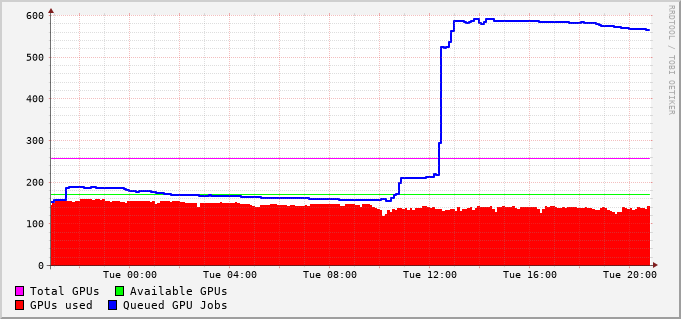 600
500
400
300
200
100
0
Tue 00:00 Tue 04:00 Tue 08:00 Tue 12:00 Tue 16:00 Tue 20:00
Total GPUs Available GPUs
GPUs used Queued GPU Jobs
RRDTOOL / TOBI OETIKER